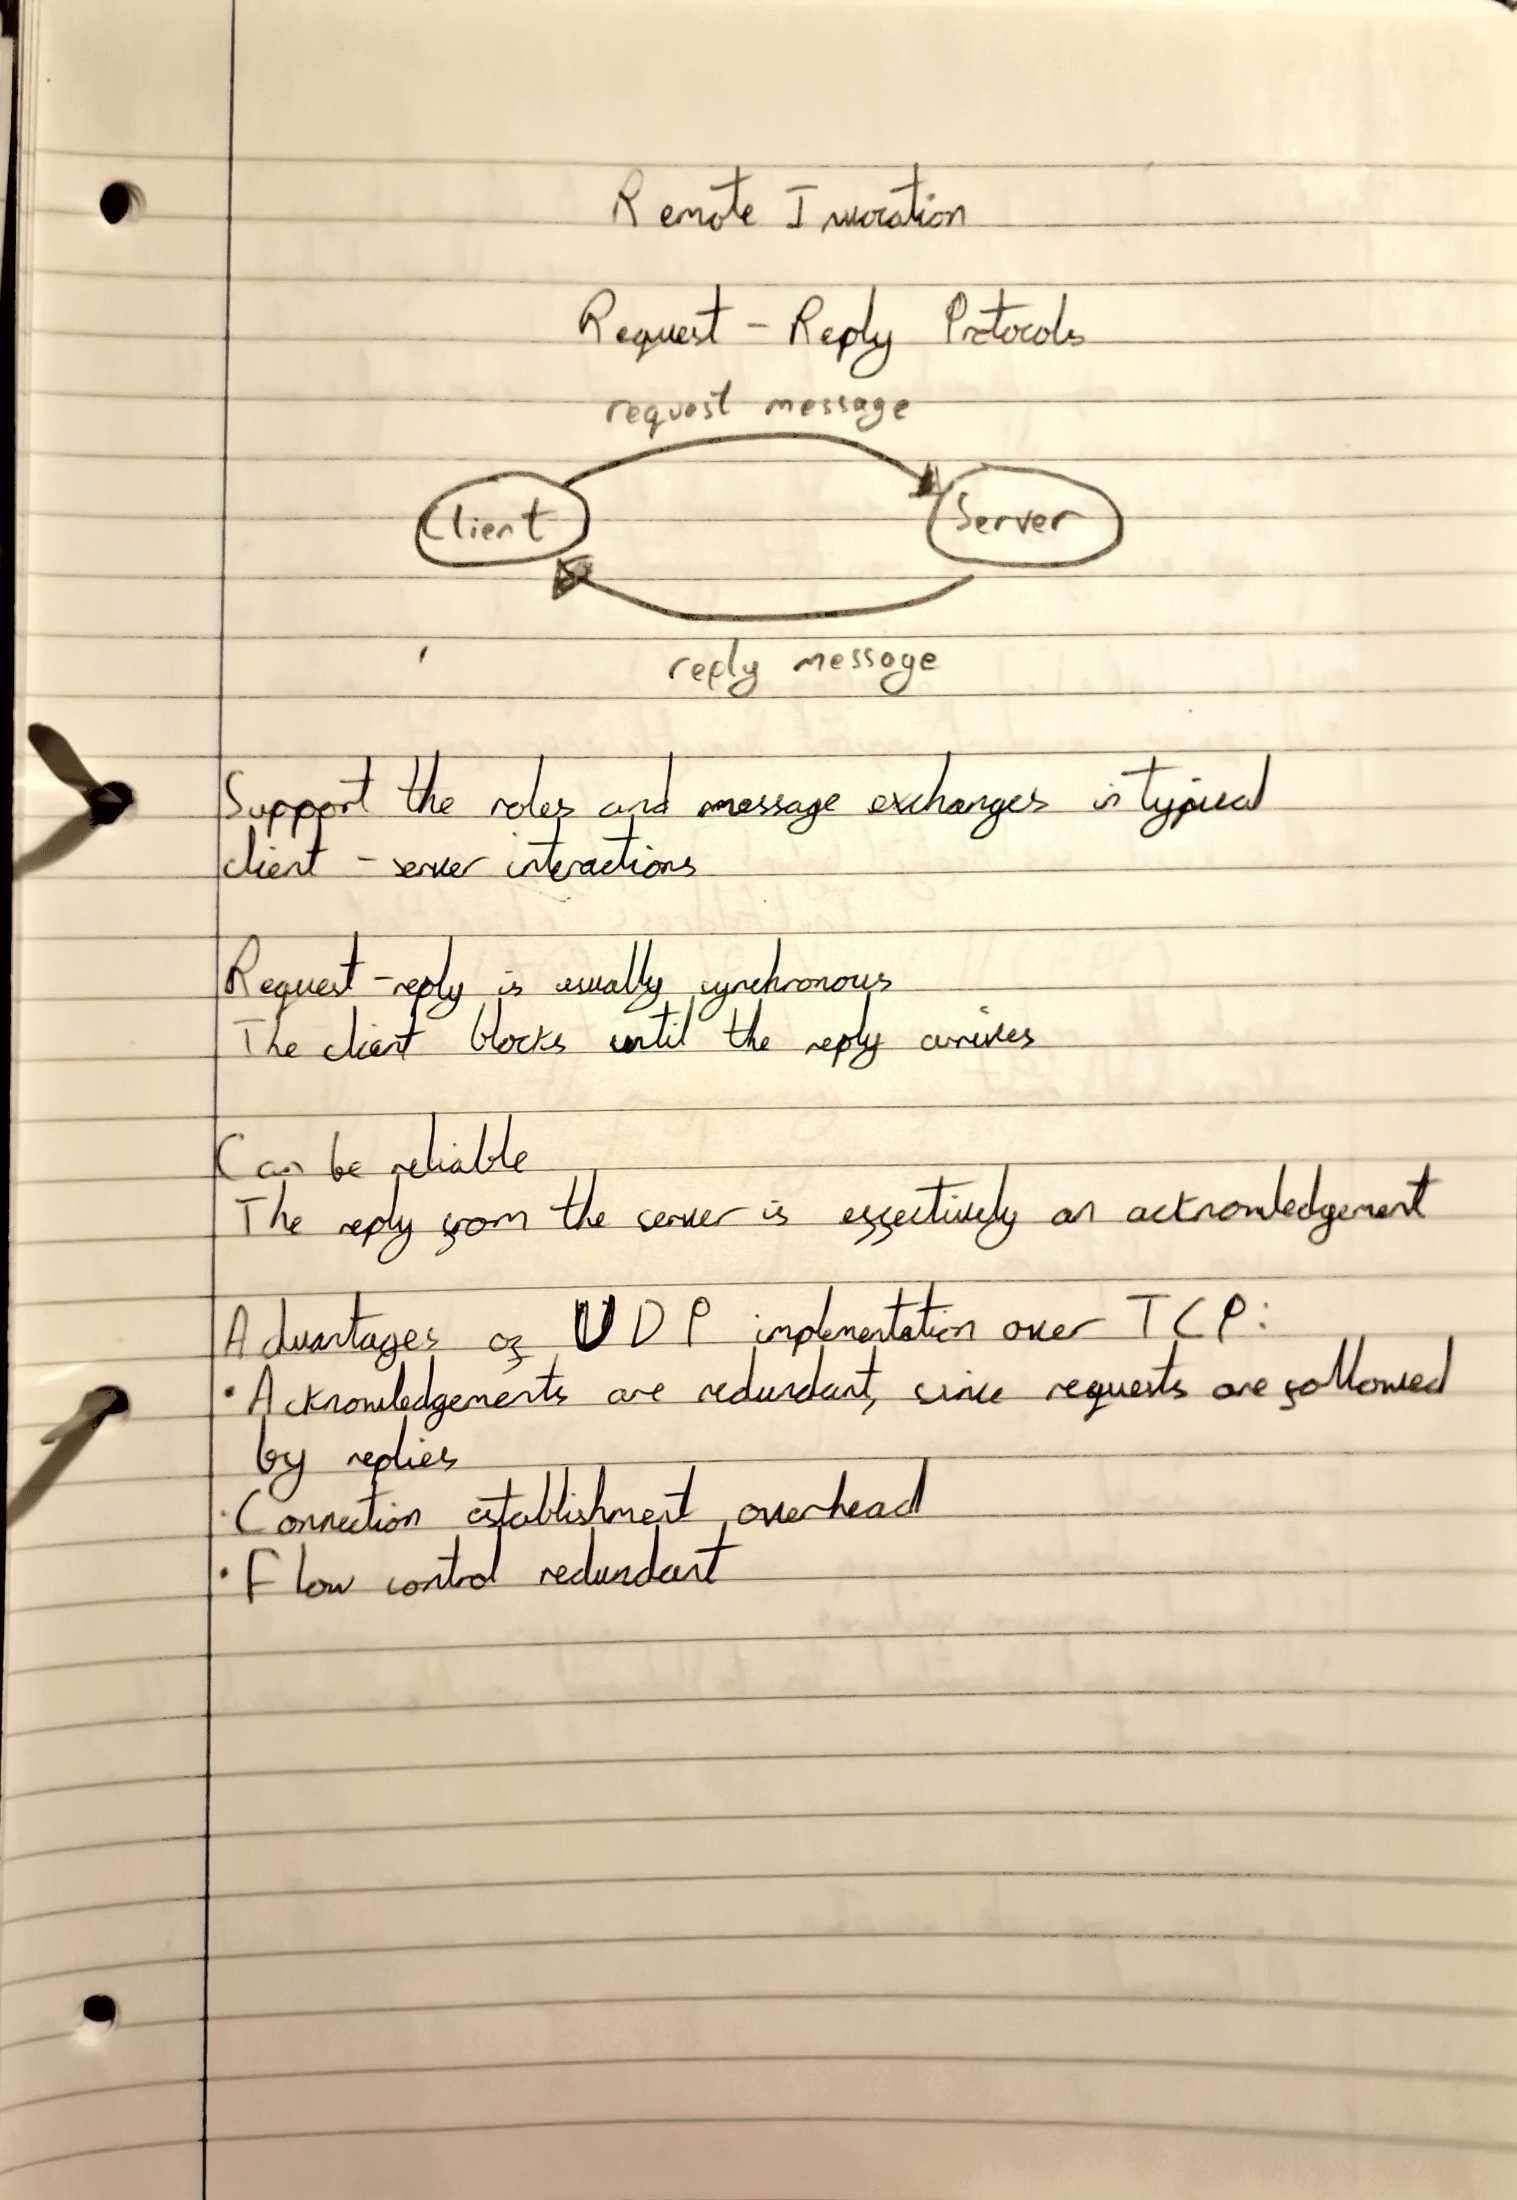 Remote Invocation
Request - Reply Protocols
request message
Client
Server
reply message
Support the roles and message exchanges in typical
client - server interactions
Request-reply is usually synchronous
The client blocks until the reply arrives
Can be reliable
The reply from the server is effectively an acknowledgement
Advantages of UDP implementation over TCP:
• Acknowledgements are redundant, since requests are followed
by replies
• Connection establishment overhead
• Flow control redundant